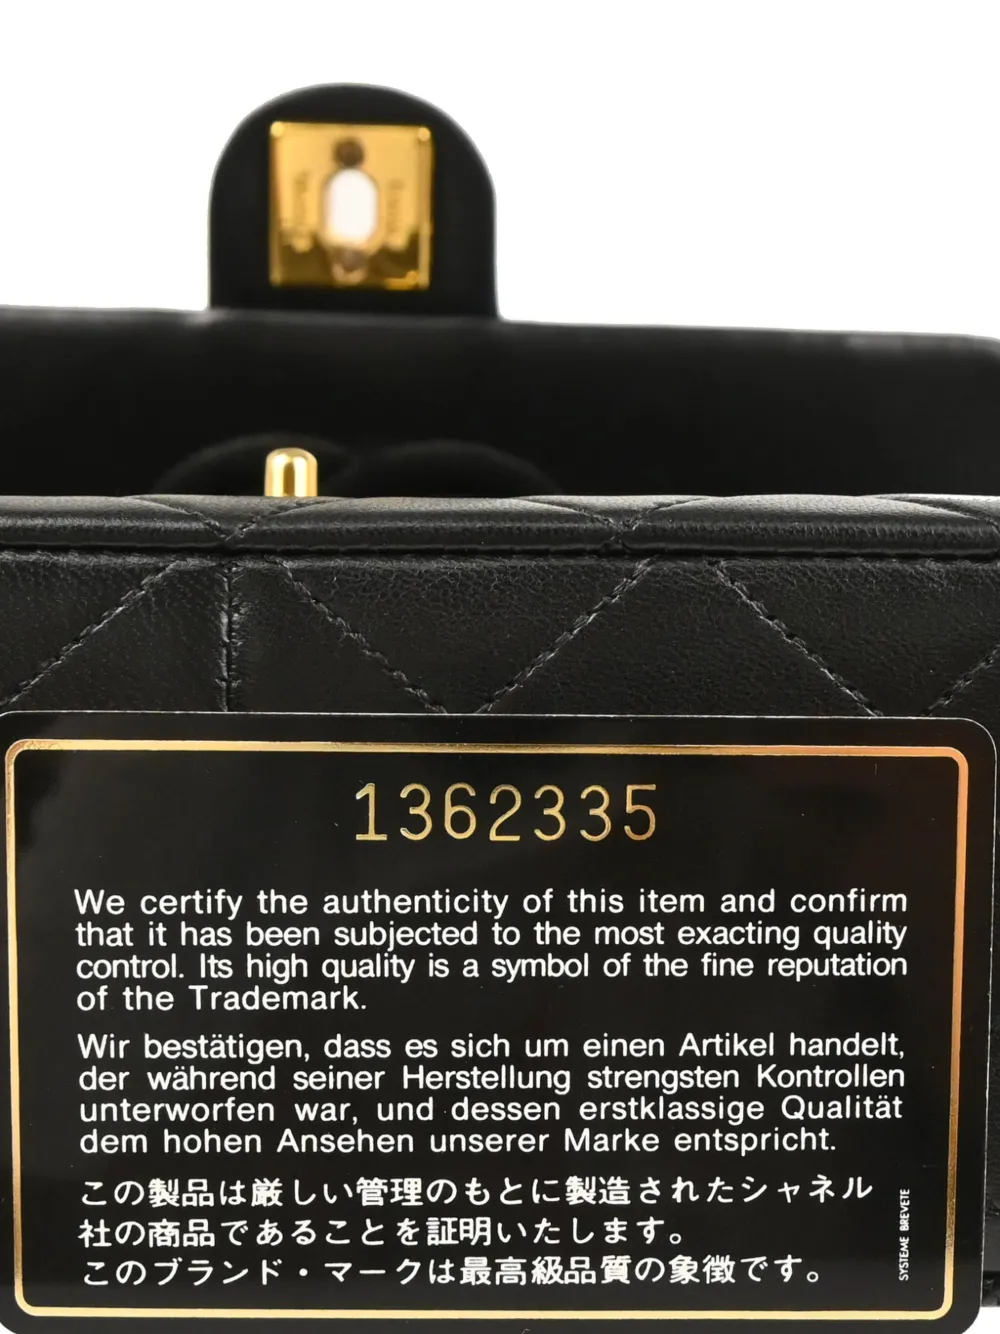 1362335
We certify the authenticity of this item and confirm
that it has been subjected to the most exacting quality
control. Its high quality is a symbol of the fine reputation
of the Trademark.
Wir bestätigen, dass es sich um einen Artikel handelt,
der während seiner Herstellung strengsten Kontrollen
unterworfen war, und dessen erstklassige Qualität
dem hohen Ansehen unserer Marke entspricht.
この製品は厳しい管理のもとに製造されたシャネル
社の商品であることを証明いたします。
このブランド・マークは最高級品質の象徴です。
SYSTEME BREVETE